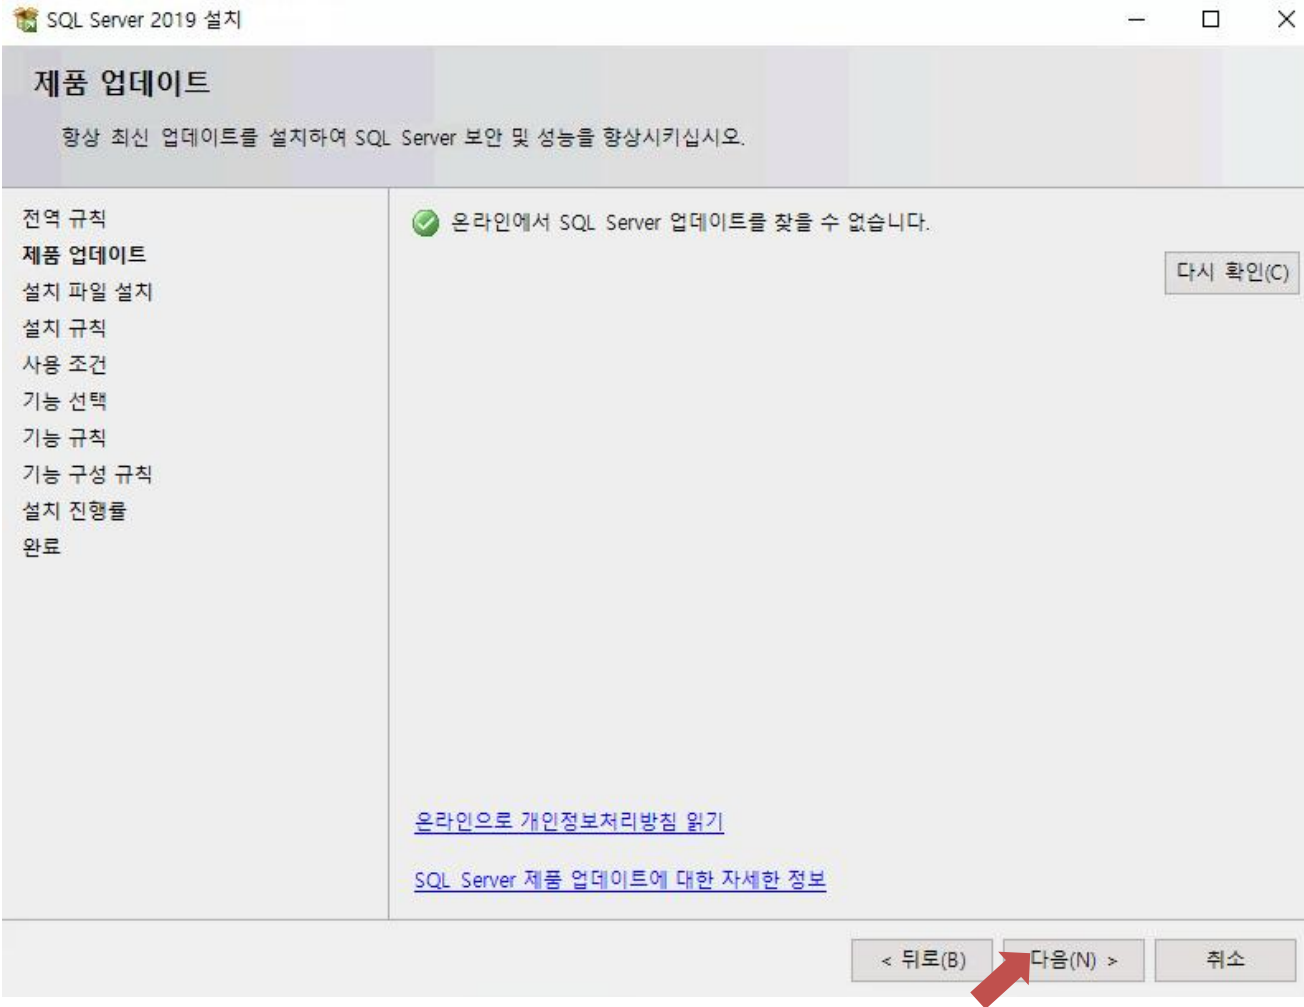 SQL Server 2019 설치
제품 업데이트
항상 최신 업데이트를 설치하여 SQL Server 보안 및 성능을 향상시키십시오.
전역 규칙
제품 업데이트
설치 파일 설치
설치 규칙
사용 조건
기능 선택
기능 규칙
기능 구성 규칙
설치 진행률
완료
온라인에서 SQL Server 업데이트를 찾을 수 없습니다.
다시 확인(C)
온라인으로 개인정보처리방침 읽기
SQL Server 제품 업데이트에 대한 자세한 정보
< 뒤로(B)
다음(N) >
취소